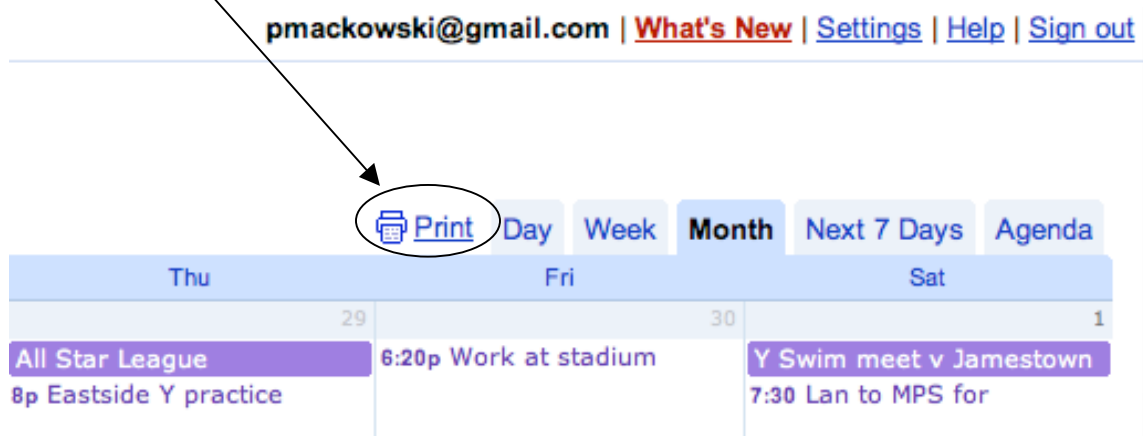 pmackowski@gmail.com | What's New | Settings | Help | Sign out
Print Day Week Month Next 7 Days Agenda
Thu Fri Sat
29 30 1
All Star League 6:20p Work at stadium Y Swim meet v Jamestown
8p Eastside Y practice 7:30 Lan to MPS for